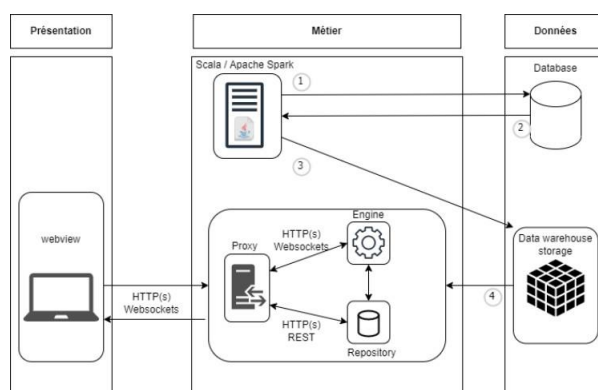 Présentation
Métier
Données
Scala / Apache Spark
1
Database
2
3
Engine
webview
HTTP(s)
Websockets
Proxy
Data warehouse
storage
HTTP(s)
Websockets
4
HTTP(s)
REST
Repository